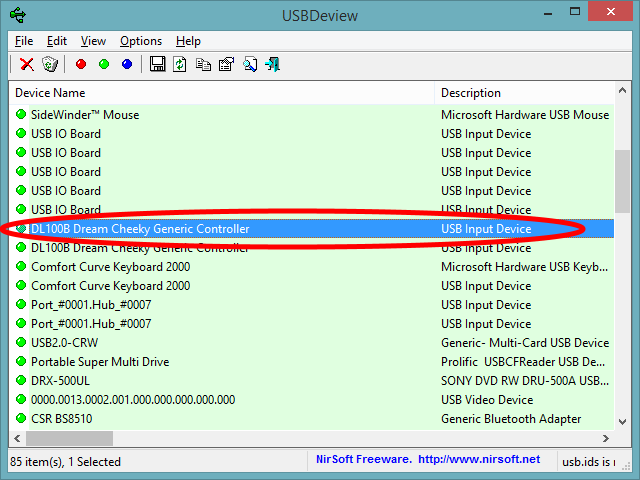 USBDeview
File Edit View Options Help
Device Name Description
SideWinder™ Mouse Microsoft Hardware USB Mouse
USB IO Board USB Input Device
USB IO Board USB Input Device
USB IO Board USB Input Device
USB IO Board USB Input Device
USB IO Board USB Input Device
DL100B Dream Cheeky Generic Controller USB Input Device
DL100B Dream Cheeky Generic Controller USB Input Device
Comfort Curve Keyboard 2000 Microsoft Hardware USB Keyb...
Comfort Curve Keyboard 2000 USB Input Device
Port_#0001.Hub_#0007 USB Input Device
Port_#0001.Hub_#0007 USB Input Device
USB2.0-CRW Generic- Multi-Card USB Device
Portable Super Multi Drive Prolific USBCFReader USB De...
DRX-500UL SONY DVD RW DRU-500A USB...
0000.0013.0002.001.000.000.000.000.000 USB Video Device
CSR BS8510 Generic Bluetooth Adapter
85 item(s), 1 Selected NirSoft Freeware. http://www.nirsoft.net usb.ids is